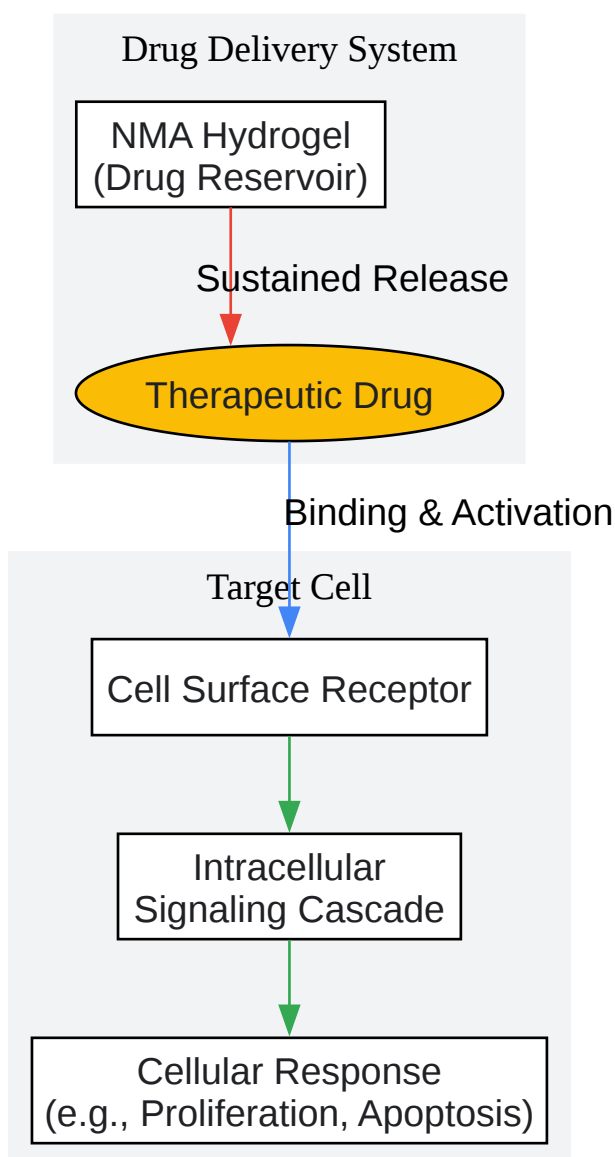 Drug Delivery System
NMA Hydrogel
(Drug Reservoir)
Sustained Release
Therapeutic Drug
Binding & Activation
Target Cell
Cell Surface Receptor
Intracellular
Signaling Cascade
Cellular Response
(e.g., Proliferation, Apoptosis)